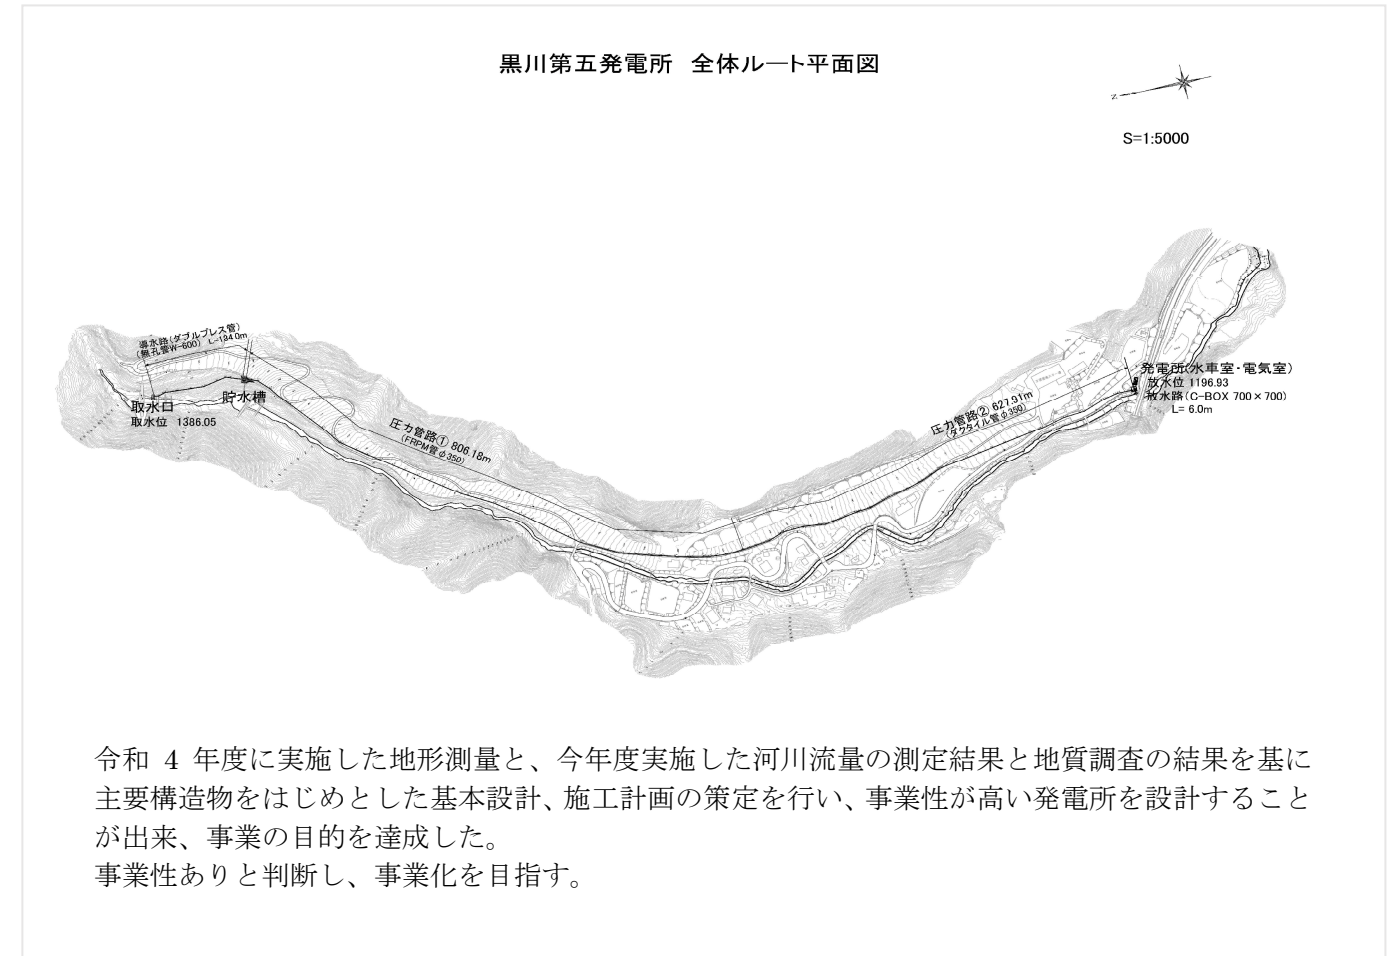 黒川第五発電所 全体ルート平面図
N
S=1:5000
導水路(ダブルプレス管)
(無孔管W-600) L=134.0m
取水口
取水位 1386.05
貯水槽
圧力管路① 806.18m
(FRPM管φ350)
圧力管路② 627.91m
(ダクタイル管φ350)
発電所(水車室・電気室)
放水位 1196.93
放水路(C-BOX 700×700)
L= 6.0m
令和 4 年度に実施した地形測量と、今年度実施した河川流量の測定結果と地質調査の結果を基に
主要構造物をはじめとした基本設計、施工計画の策定を行い、事業性が高い発電所を設計すること
が出来、事業の目的を達成した。
事業性ありと判断し、事業化を目指す。